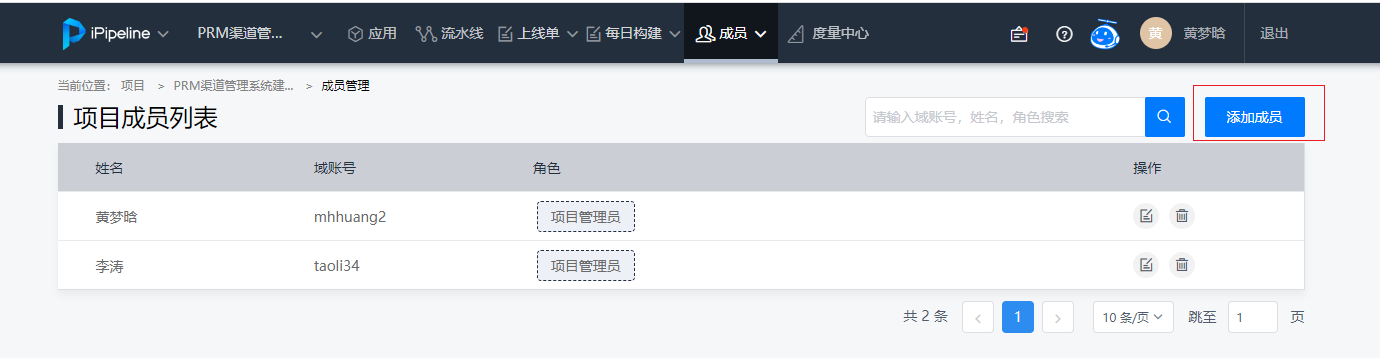 iPipeline PRM渠道管... 应用 流水线 上线单 每日构建 成员 度量中心 黄 黄梦晗 退出
当前位置： 项目 > PRM渠道管理系统建... > 成员管理
项目成员列表 请输入域账号，姓名，角色搜索 添加成员
姓名 域账号 角色 操作
黄梦晗 mhhuang2 项目管理员
李涛 taoli34 项目管理员
共 2 条 < 1 > 10 条/页 跳至 1 页